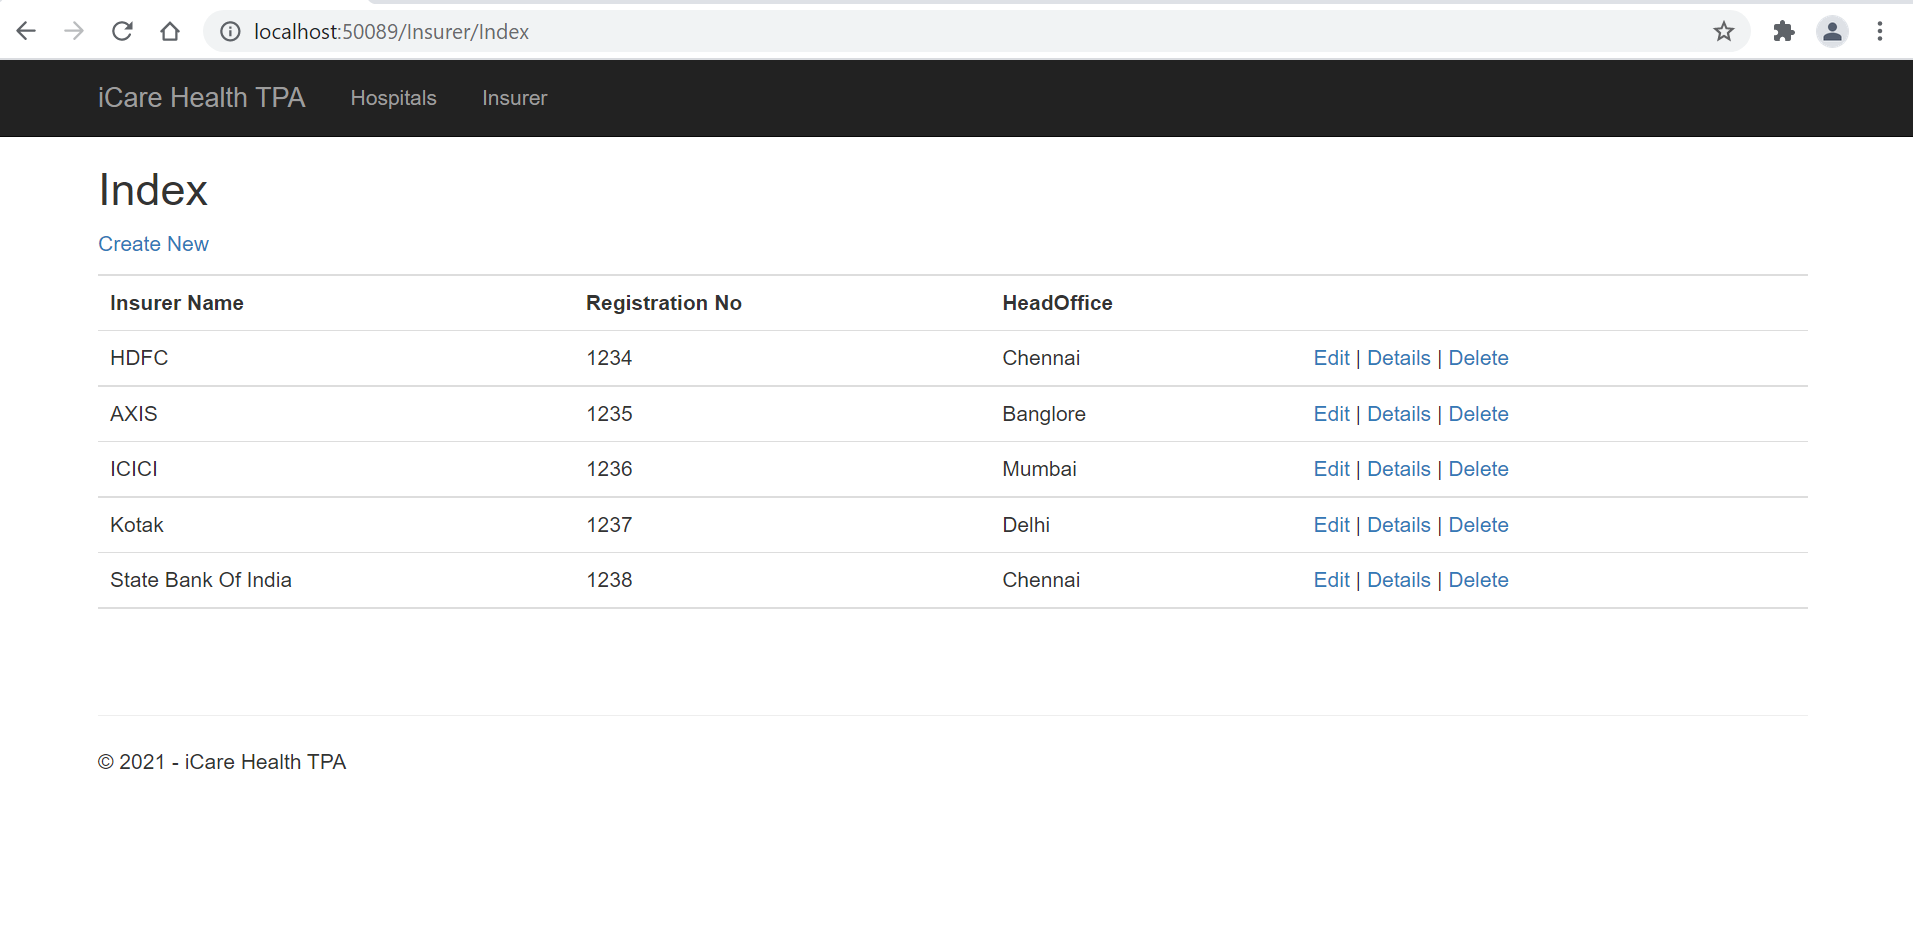 localhost:50089/Insurer/Index
iCare Health TPA Hospitals Insurer
Index
Create New
Insurer Name Registration No HeadOffice
HDFC 1234 Chennai Edit | Details | Delete
AXIS 1235 Banglore Edit | Details | Delete
ICICI 1236 Mumbai Edit | Details | Delete
Kotak 1237 Delhi Edit | Details | Delete
State Bank Of India 1238 Chennai Edit | Details | Delete
© 2021 - iCare Health TPA